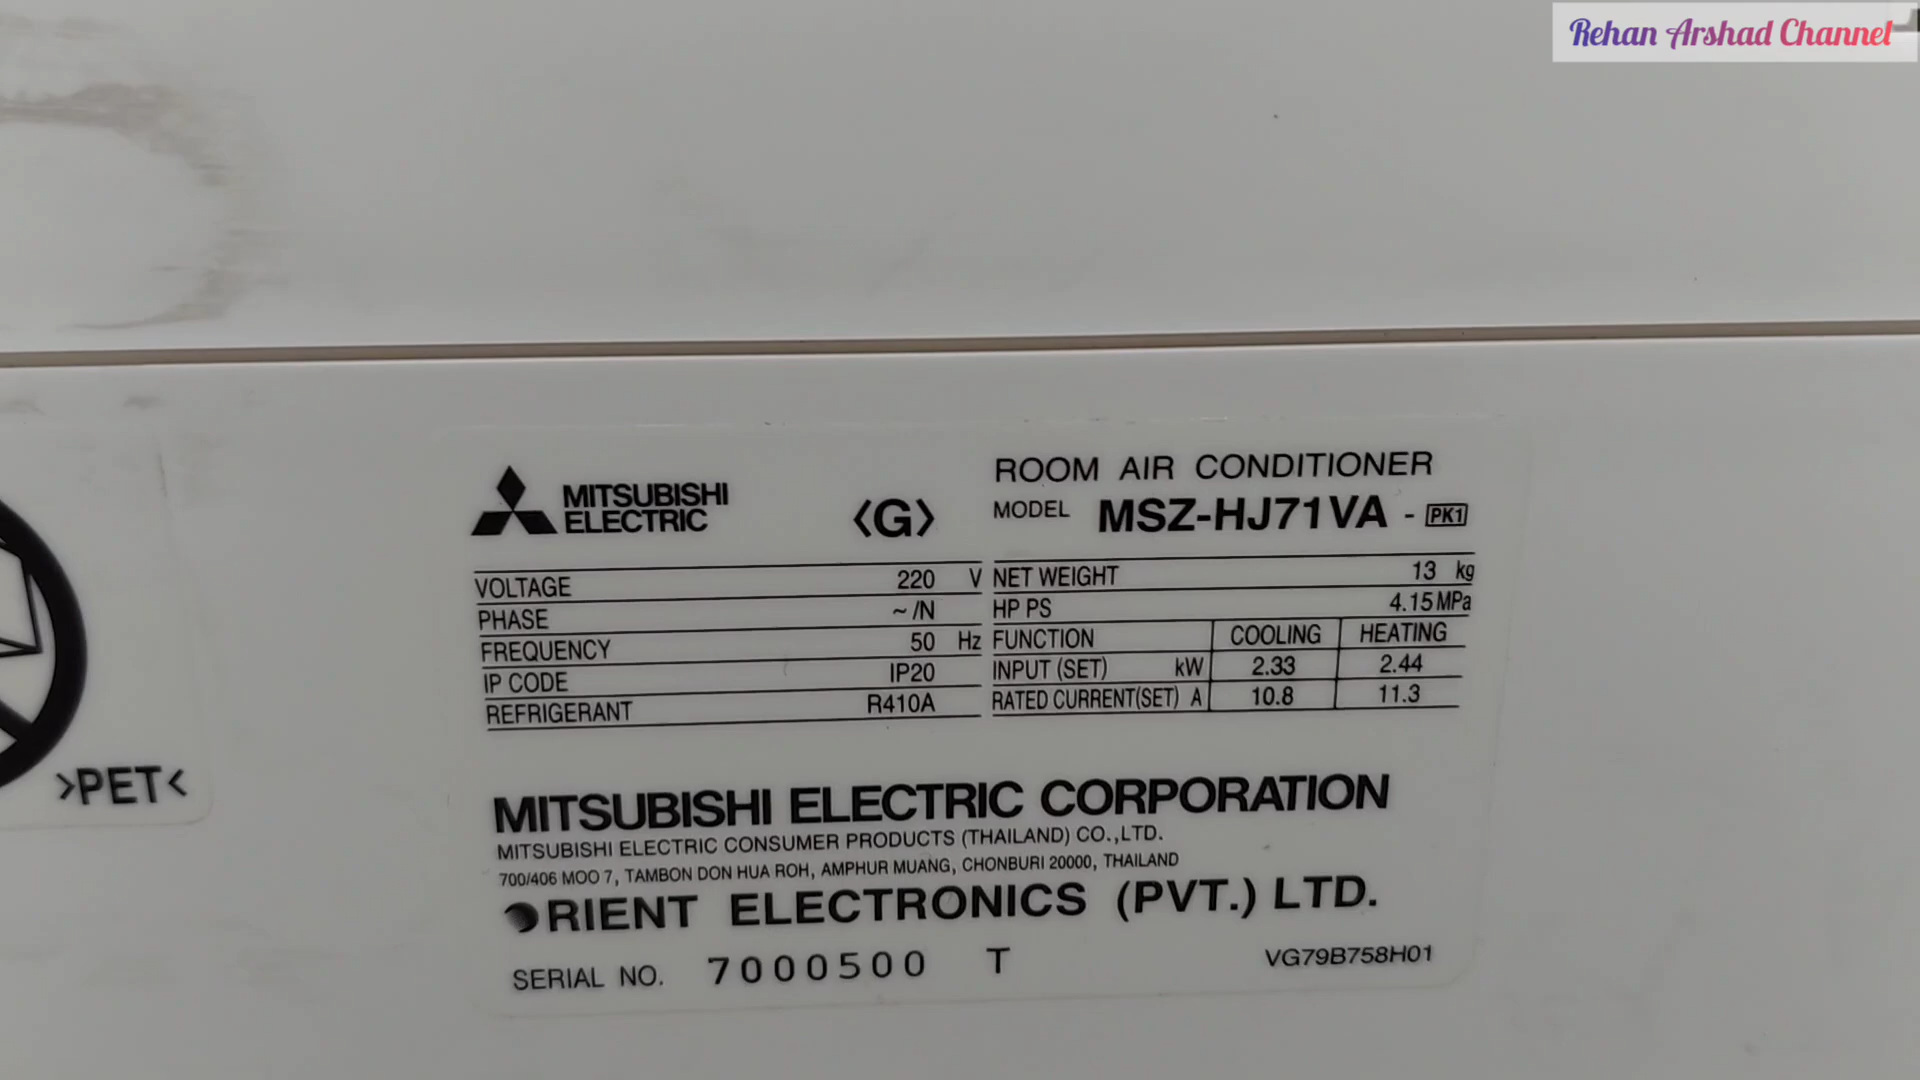 Rehan Arshad Channel
MITSUBISHI
ELECTRIC
<G>
ROOM AIR CONDITIONER
MODEL MSZ-HJ71VA - PK1
VOLTAGE 220 V
PHASE ~/N
FREQUENCY 50 Hz
IP CODE IP20
REFRIGERANT R410A
NET WEIGHT 13 kg
HP PS 4.15MPa
FUNCTION COOLING HEATING
INPUT (SET) kW 2.33 2.44
RATED CURRENT(SET) A 10.8 11.3
>PET<
MITSUBISHI ELECTRIC CORPORATION
MITSUBISHI ELECTRIC CONSUMER PRODUCTS (THAILAND) CO.,LTD.
700/406 MOO 7, TAMBON DON HUA ROH, AMPHUR MUANG, CHONBURI 20000, THAILAND
ORIENT ELECTRONICS (PVT.) LTD.
SERIAL NO. 7000500 T
VG79B758H01